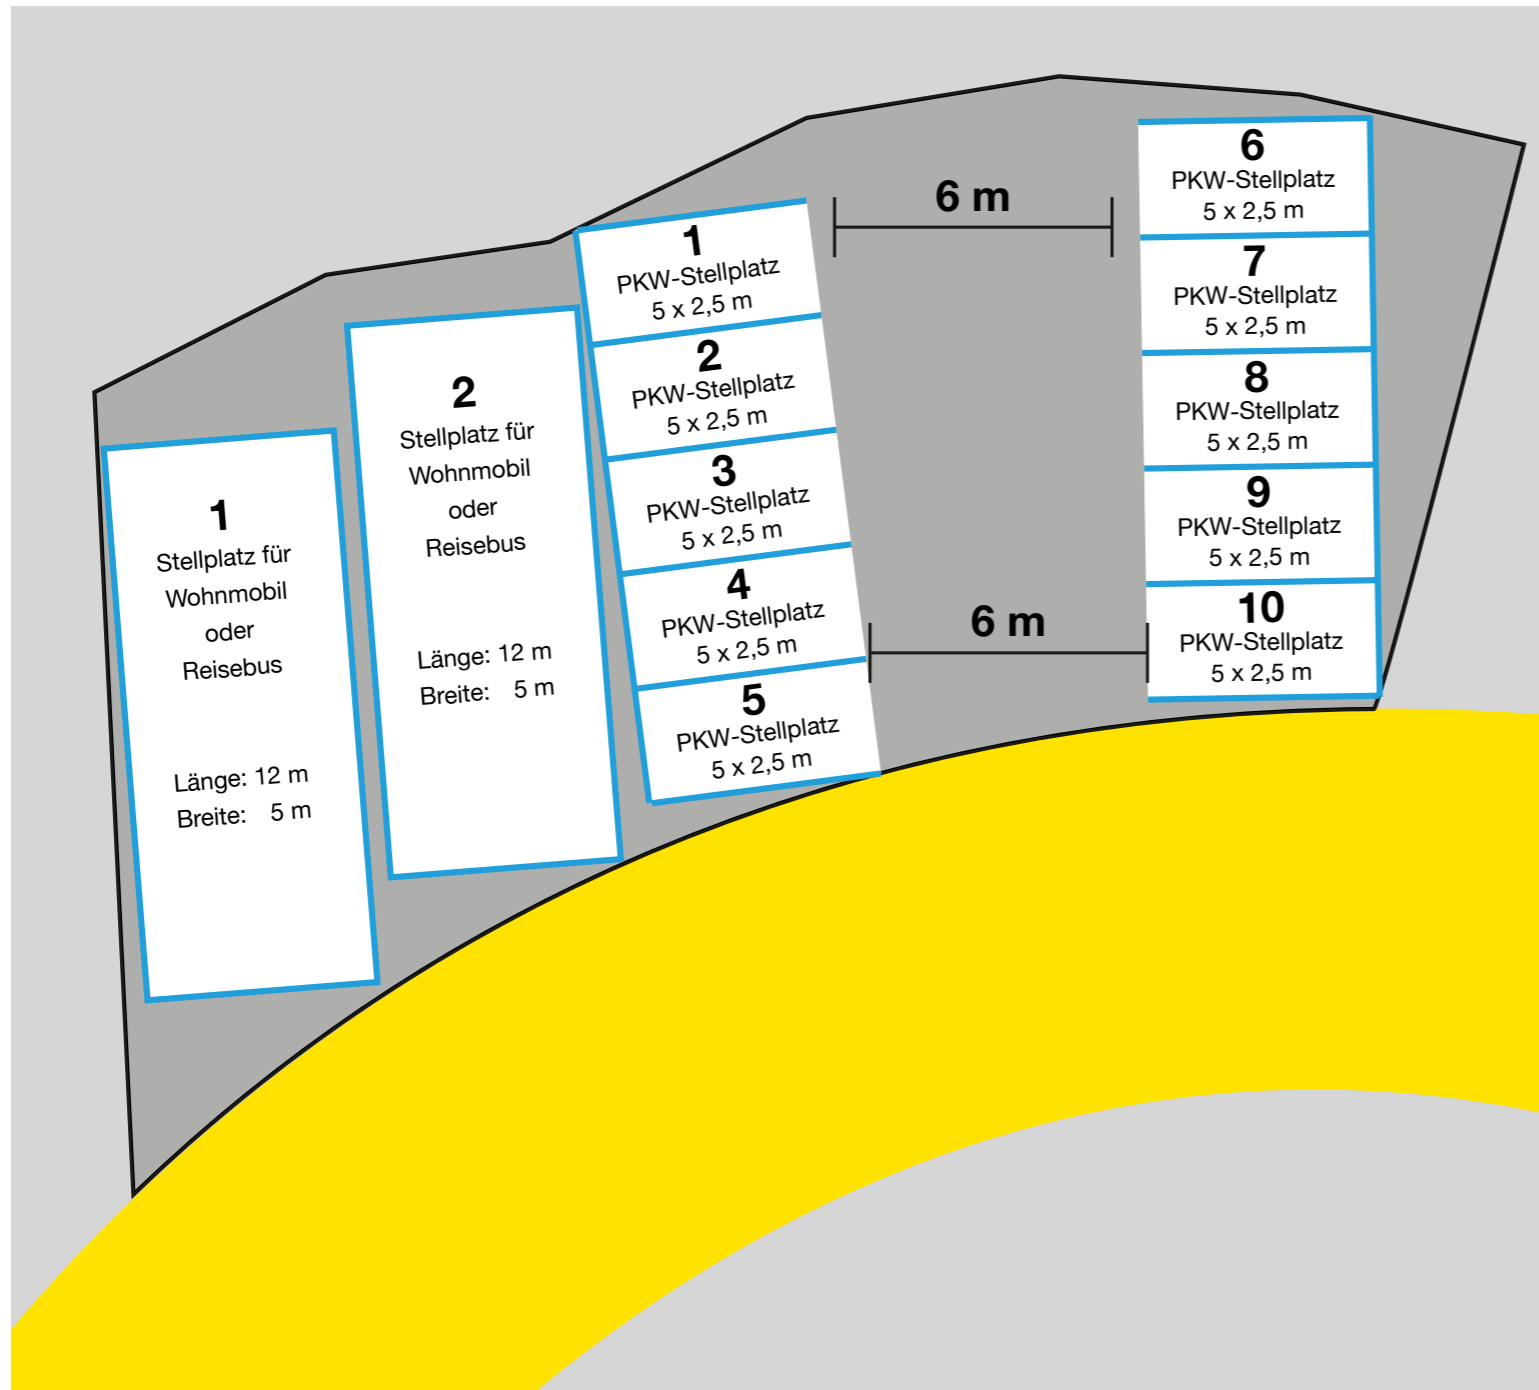 1
Stellplatz für
Wohnmobil
oder
Reisebus
Länge: 12 m
Breite: 5 m
2
Stellplatz für
Wohnmobil
oder
Reisebus
Länge: 12 m
Breite: 5 m
1
PKW-Stellplatz
5 x 2,5 m
2
PKW-Stellplatz
5 x 2,5 m
3
PKW-Stellplatz
5 x 2,5 m
4
PKW-Stellplatz
5 x 2,5 m
5
PKW-Stellplatz
5 x 2,5 m
6 m
6 m
6
PKW-Stellplatz
5 x 2,5 m
7
PKW-Stellplatz
5 x 2,5 m
8
PKW-Stellplatz
5 x 2,5 m
9
PKW-Stellplatz
5 x 2,5 m
10
PKW-Stellplatz
5 x 2,5 m